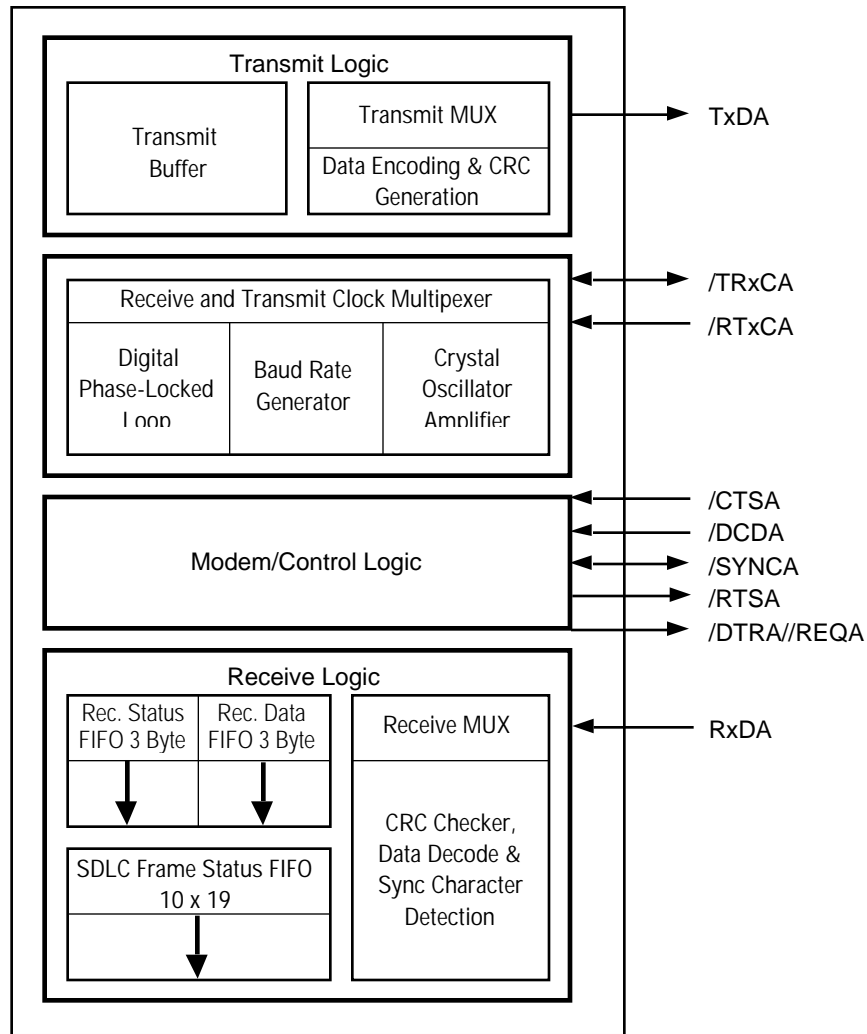 Transmit Logic
Transmit
Buffer
Transmit MUX
Data Encoding & CRC
Generation
TxDA
Receive and Transmit Clock Multipexer
Digital
Phase-Locked
Loop
Baud Rate
Generator
Crystal
Oscillator
Amplifier
/TRxCA
/RTxCA
Modem/Control Logic
/CTSA
/DCDA
/SYNCA
/RTSA
/DTRA//REQA
Receive Logic
Rec. Status
FIFO 3 Byte
Rec. Data
FIFO 3 Byte
SDLC Frame Status FIFO
10 x 19
Receive MUX
CRC Checker,
Data Decode &
Sync Character
Detection
RxDA